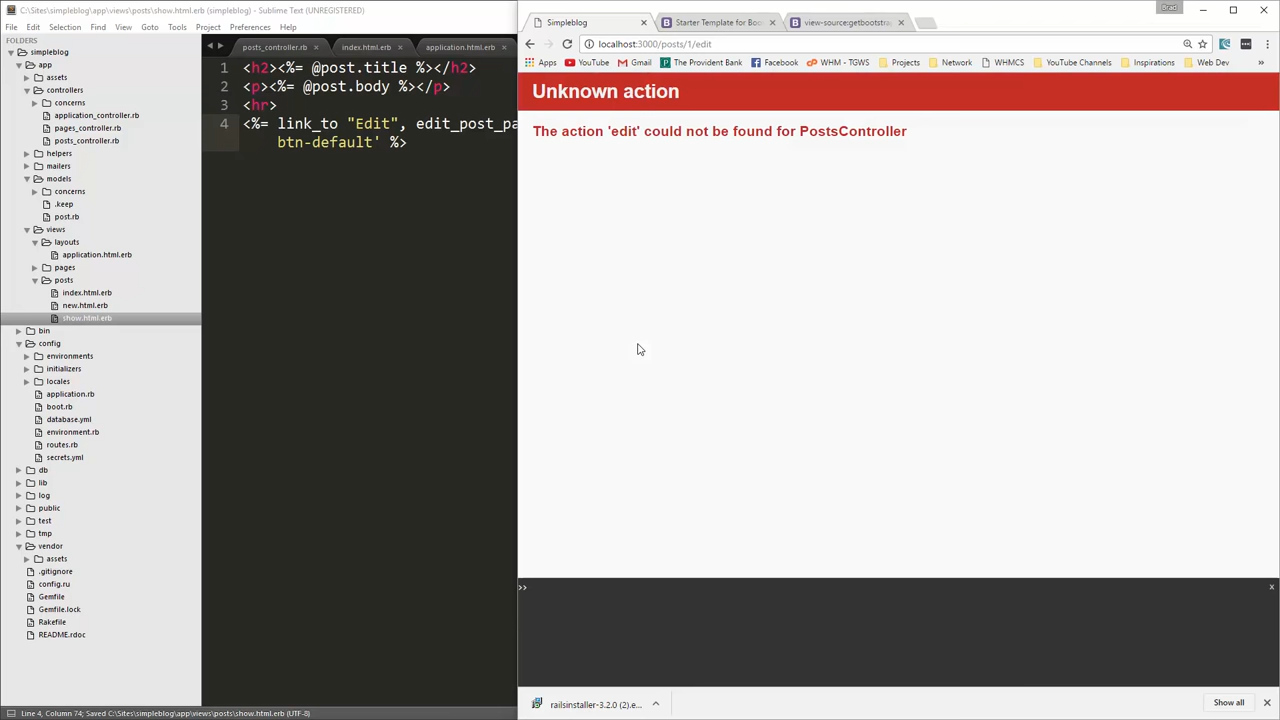 C:\Sites\simpleblog\app\views\posts\show.html.erb (simpleblog) - Sublime Text (UNREGISTERED)
File Edit Selection Find View Goto Tools Project Preferences Help
FOLDERS
simpleblog
app
assets
controllers
concerns
application_controller.rb
pages_controller.rb
posts_controller.rb
helpers
mailers
models
concerns
.keep
post.rb
views
layouts
application.html.erb
pages
posts
index.html.erb
new.html.erb
show.html.erb
bin
config
environments
initializers
locales
application.rb
boot.rb
database.yml
environment.rb
routes.rb
secrets.yml
db
lib
log
public
test
tmp
vendor
assets
.gitignore
config.ru
Gemfile
Gemfile.lock
Rakefile
README.rdoc
posts_controller.rb × index.html.erb × application.html.erb ×
1 <h2><%= @post.title %></h2>
2 <p><%= @post.body %></p>
3 <hr>
4 <%= link_to "Edit", edit_post_pa
btn-default' %>
Line 4, Column 74; Saved C:\Sites\simpleblog\app\views\posts\show.html.erb (UTF-8)
Brad
Simpleblog × Starter Template for Boo × view-source:getbootstrap ×
localhost:3000/posts/1/edit
Apps YouTube Gmail The Provident Bank Facebook WHM - TGWS Projects Network WHMCS YouTube Channels Inspirations Web Dev »
Unknown action
The action 'edit' could not be found for PostsController
>> x
railsinstaller-3.2.0 (2).e...
Show all